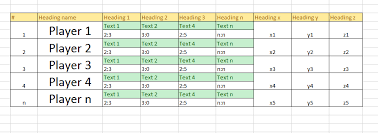 # Heading name Heading 1 Heading 2 Heading 3 Heading n Heading x Heading y Heading z
Text 1 Text 2 Text 4 Text n
1 Player 1 2:3 3:0 2:5 n:n x1 y1 z1
Text 1 Text 2 Text 4 Text n
2 Player 2 2:3 3:0 2:5 n:n x2 y2 z2
Text 1 Text 2 Text 4 Text n
3 Player 3 2:3 3:0 2:5 n:n x3 y3 z3
Text 1 Text 2 Text 4 Text n
4 Player 4 2:3 3:0 2:5 n:n x4 y4 z4
Text 1 Text 2 Text 4 Text n
n Player n 2:3 3:0 2:5 n:n x5 y5 z5